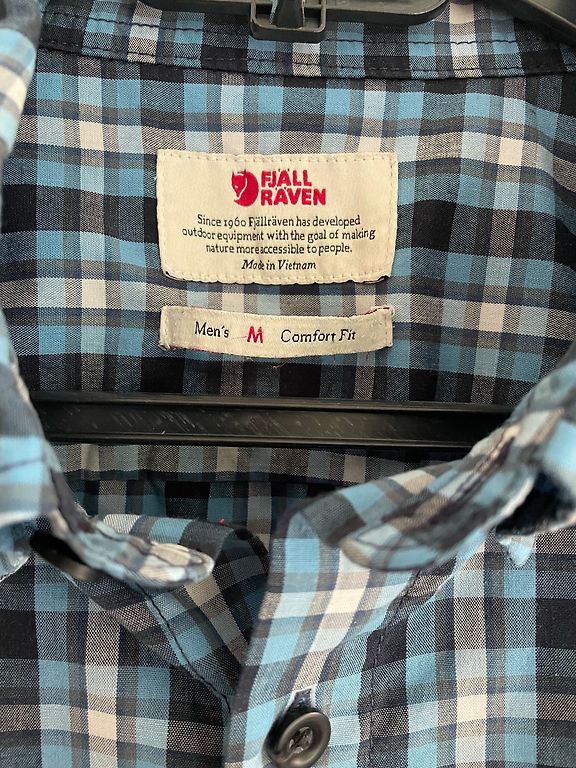 FJÄLL
RÄVEN
Since 1960 Fjällräven has developed
outdoor equipment with the goal of making
nature more accessible to people.
Made in Vietnam
Men's M Comfort Fit